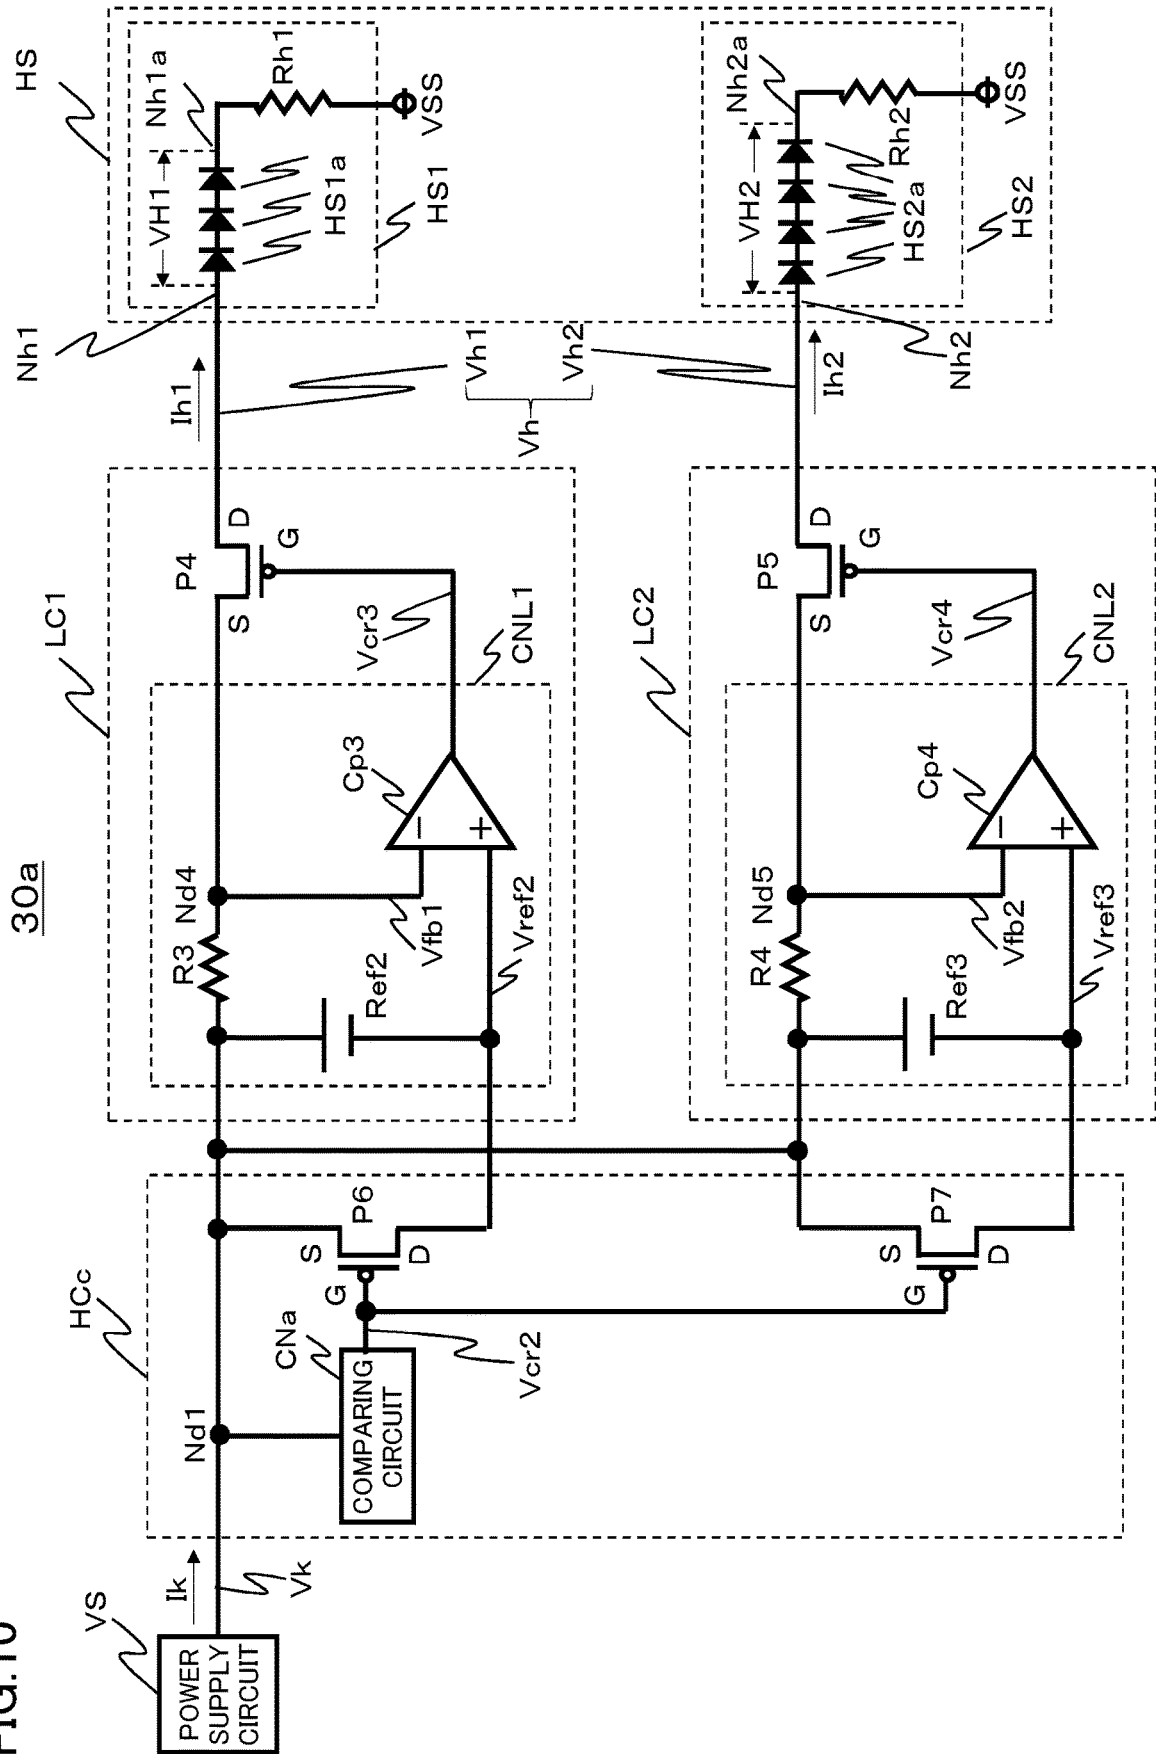 FIG.10
30a
VS
POWER
SUPPLY
CIRCUIT
Ik
Vk
HCc
Nd1
CNa
COMPARING
CIRCUIT
Vcr2
S
G
D
P6
S
G
D
P7
LC1
R3
Nd4
Ref2
Vfb1
Vref2
Cp3
Vcr3
CNL1
P4
S
D
G
LC2
R4
Nd5
Ref3
Vfb2
Vref3
Cp4
Vcr4
CNL2
P5
S
D
G
Ih1
Vh1
Vh
Vh2
Ih2
HS
Nh1
VH1
Nh1a
Rh1
VSS
HS1a
HS1
Nh2
VH2
Nh2a
Rh2
VSS
HS2a
HS2